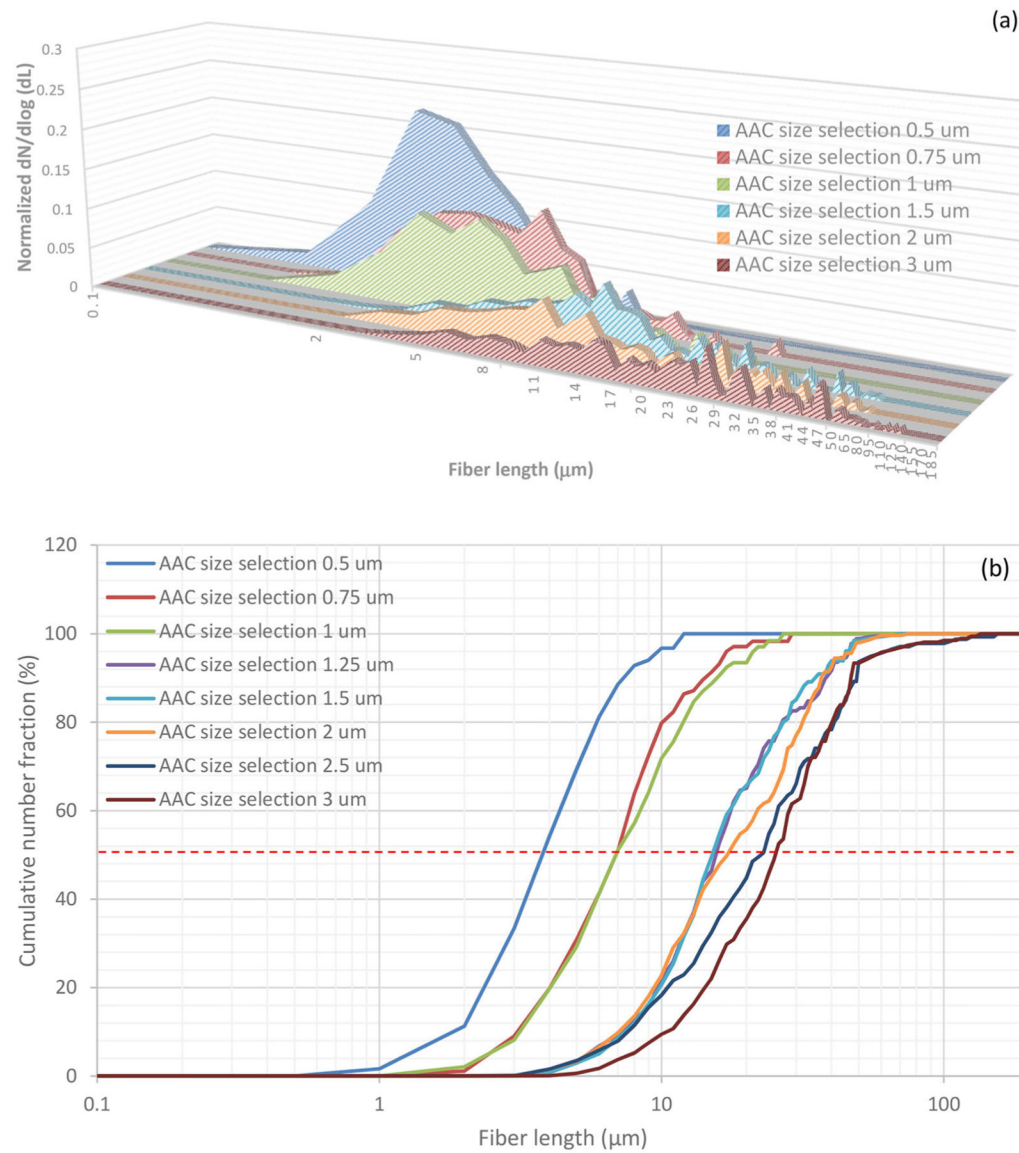 (a)
0.3
0.25
0.2
0.15
0.1
0.05
0
Normalized dN/dlog (dL)
AAC size selection 0.5 um
AAC size selection 0.75 um
AAC size selection 1 um
AAC size selection 1.5 um
AAC size selection 2 um
AAC size selection 3 um
0.1
2
5
8
11
14
17
20
23
26
29
32
35
38
41
44
47
50
65
80
95
110
125
140
155
170
185
Fiber length (μm)
(b)
120
100
80
60
40
20
0
Cumulative number fraction (%)
AAC size selection 0.5 um
AAC size selection 0.75 um
AAC size selection 1 um
AAC size selection 1.25 um
AAC size selection 1.5 um
AAC size selection 2 um
AAC size selection 2.5 um
AAC size selection 3 um
0.1 1 10 100
Fiber length (μm)